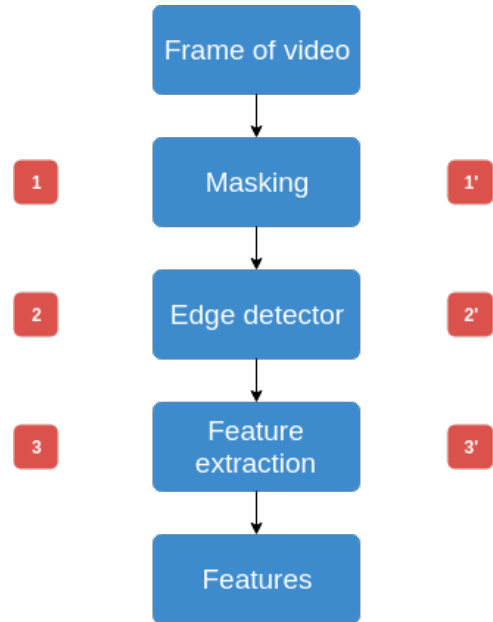 Frame of video
1
Masking
1'
2
Edge detector
2'
3
Feature
extraction
3'
Features